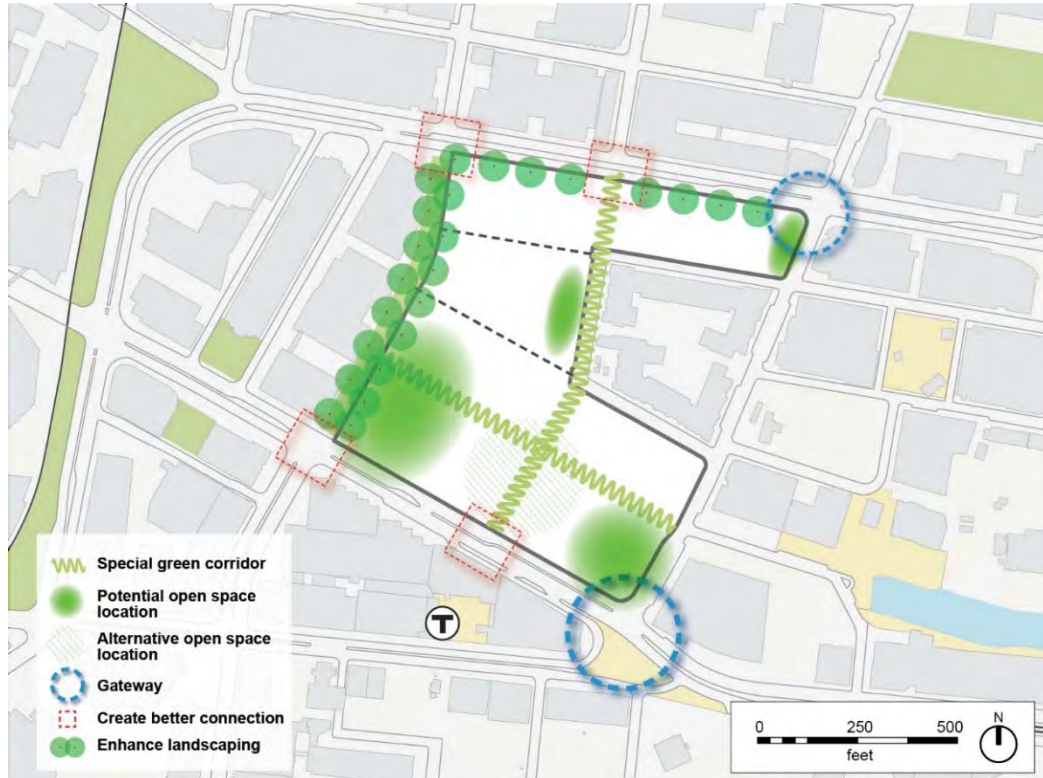 Special green corridor
Potential open space
location
Alternative open space
location
Gateway
Create better connection
Enhance landscaping
T
0 250 500
feet
N